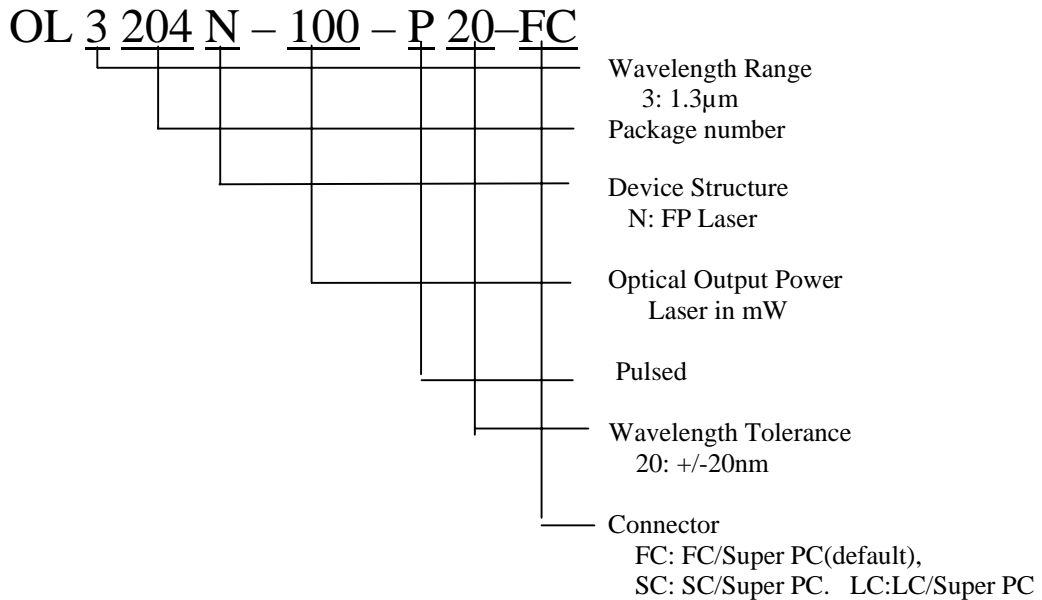 OL 3 204 N – 100 – P 20–FC
Wavelength Range
3: 1.3µm
Package number
Device Structure
N: FP Laser
Optical Output Power
Laser in mW
Pulsed
Wavelength Tolerance
20: +/-20nm
Connector
FC: FC/Super PC(default),
SC: SC/Super PC. LC:LC/Super PC